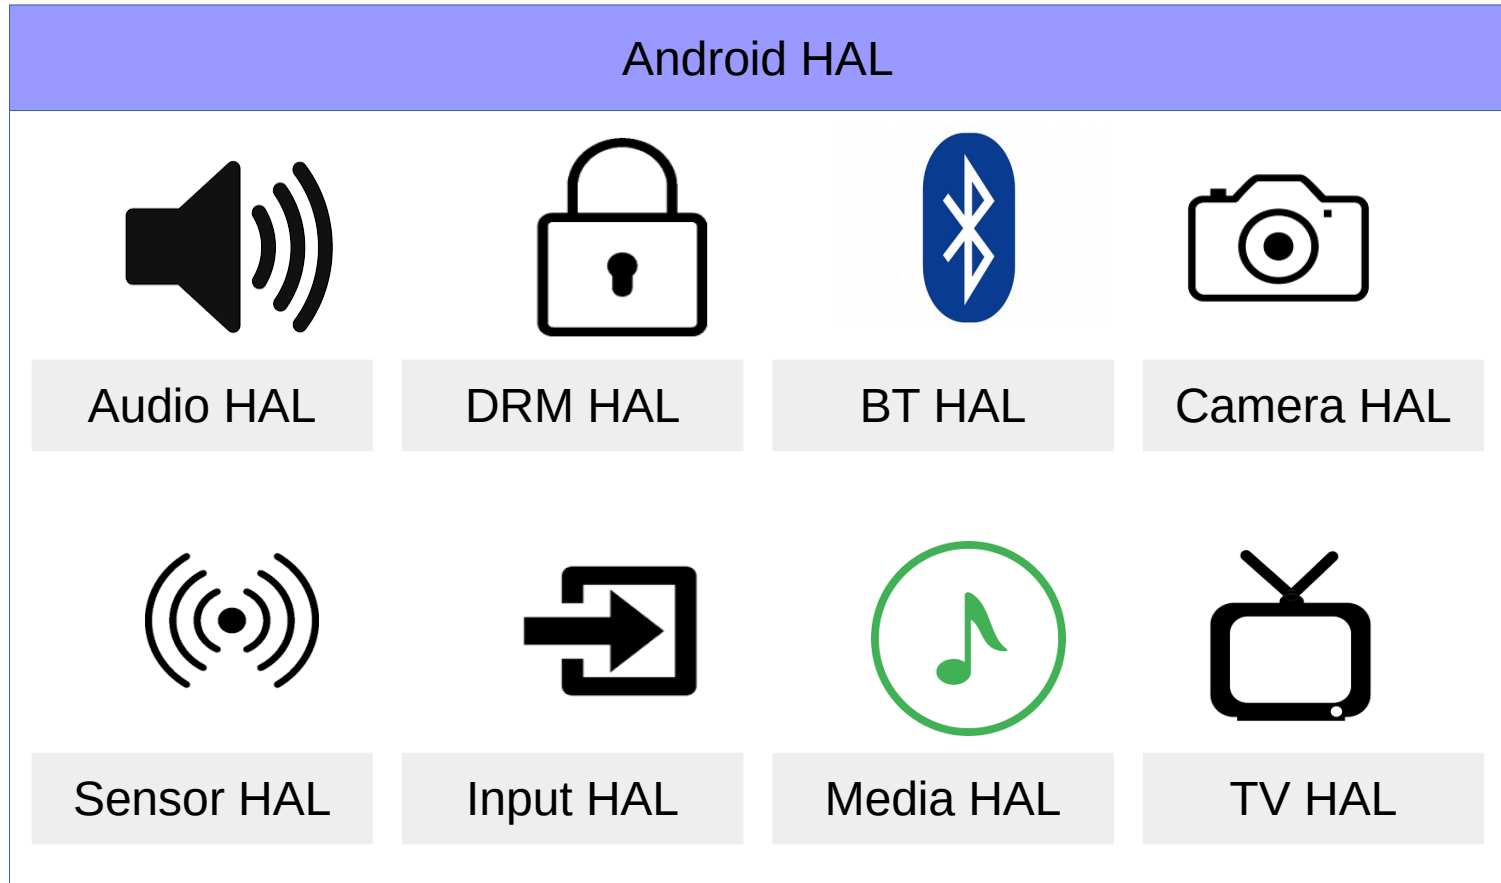 Android HAL
Audio HAL
DRM HAL
BT HAL
Camera HAL
Sensor HAL
Input HAL
Media HAL
TV HAL